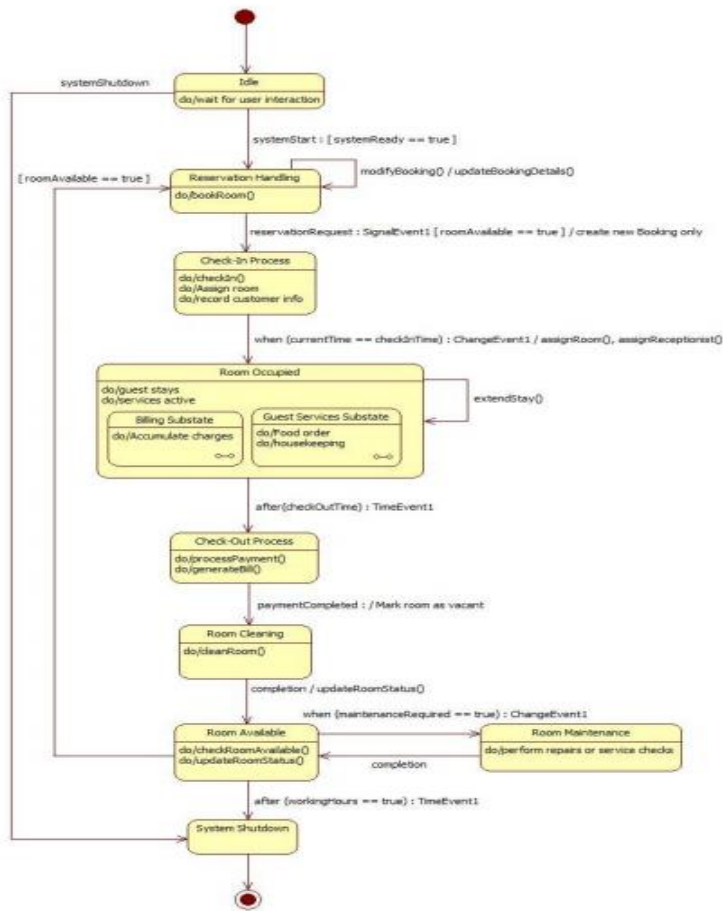 systemShutdown
Idle
do/wait for user interaction
systemStart : [ systemReady == true ]
[ roomAvailable == true ]
Reservation Handling
do/bookRoom()
modifyBooking() / updateBookingDetails()
reservationRequest : SignalEvent1 [ roomAvailable == true ] / create new Booking only
Check-In Process
do/checkIn()
do/Assign room
do/record customer info
when (currentTime == checkInTime) : ChangeEvent1 / assignRoom(), assignReceptionist()
Room Occupied
do/guest stays
do/services active
extendStay()
Billing Substate
do/Accumulate charges
Guest Services Substate
do/Food order
do/housekeeping
after(checkOutTime) : TimeEvent1
Check-Out Process
do/processPayment()
do/generateBill()
paymentCompleted : / Mark room as vacant
Room Cleaning
do/cleanRoom()
completion / updateRoomStatus()
when (maintenanceRequired == true) : ChangeEvent1
Room Available
do/checkRoomAvailable()
do/updateRoomStatus()
Room Maintenance
do/perform repairs or service checks
completion
after (workingHours == true) : TimeEvent1
System Shutdown